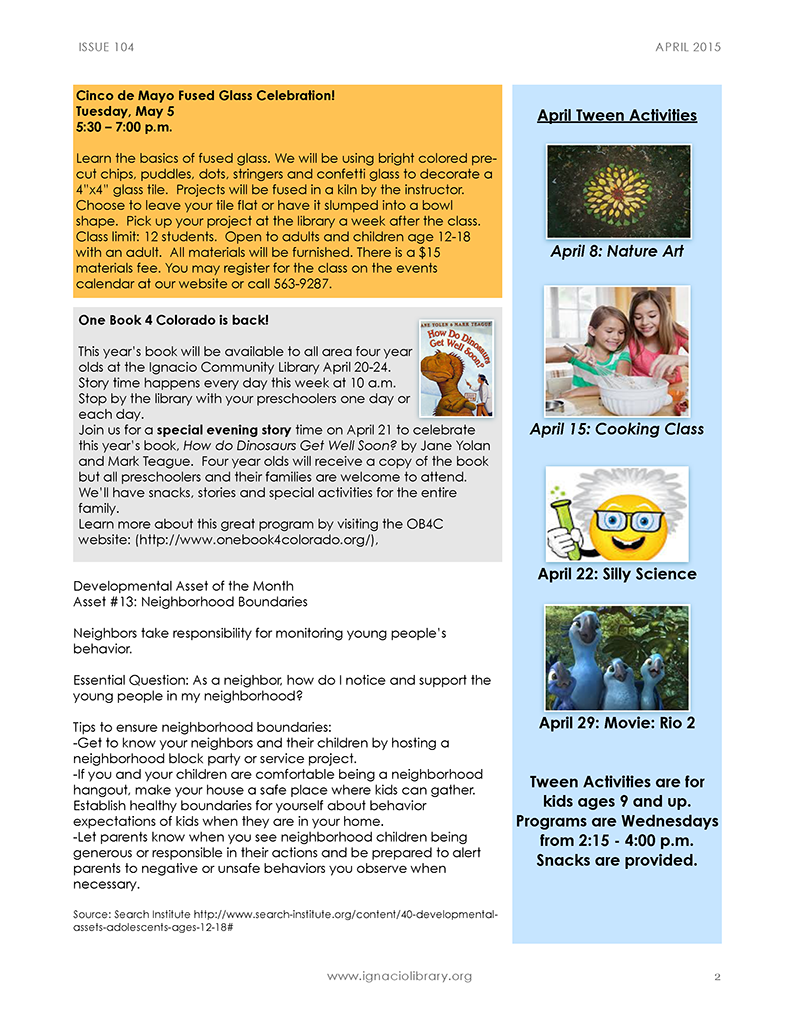 ISSUE 104
APRIL 2015
Cinco de Mayo Fused Glass Celebration!
Tuesday, May 5
5:30 – 7:00 p.m.
Learn the basics of fused glass. We will be using bright colored pre-
cut chips, puddles, dots, stringers and confetti glass to decorate a
4"x4" glass tile.  Projects will be fused in a kiln by the instructor.
Choose to leave your tile flat or have it slumped into a bowl
shape.  Pick up your project at the library a week after the class.
Class limit: 12 students.  Open to adults and children age 12-18
with an adult.  All materials will be furnished. There is a $15
materials fee. You may register for the class on the events
calendar at our website or call 563-9287.
One Book 4 Colorado is back!
This year's book will be available to all area four year
olds at the Ignacio Community Library April 20-24.
Story time happens every day this week at 10 a.m.
Stop by the library with your preschoolers one day or
each day.
Join us for a special evening story time on April 21 to celebrate
this year's book, How do Dinosaurs Get Well Soon? by Jane Yolan
and Mark Teague.  Four year olds will receive a copy of the book
but all preschoolers and their families are welcome to attend.
We'll have snacks, stories and special activities for the entire
family.
Learn more about this great program by visiting the OB4C
website: (http://www.onebook4colorado.org/),
JANE YOLEN & MARK TEAGUE
How Do Dinosaurs
Get Well Soon?
Developmental Asset of the Month
Asset #13: Neighborhood Boundaries
Neighbors take responsibility for monitoring young people's
behavior.
Essential Question: As a neighbor, how do I notice and support the
young people in my neighborhood?
Tips to ensure neighborhood boundaries:
-Get to know your neighbors and their children by hosting a
neighborhood block party or service project.
-If you and your children are comfortable being a neighborhood
hangout, make your house a safe place where kids can gather.
Establish healthy boundaries for yourself about behavior
expectations of kids when they are in your home.
-Let parents know when you see neighborhood children being
generous or responsible in their actions and be prepared to alert
parents to negative or unsafe behaviors you observe when
necessary.
Source: Search Institute http://www.search-institute.org/content/40-developmental-
assets-adolescents-ages-12-18#
April Tween Activities
April 8: Nature Art
April 15: Cooking Class
April 22: Silly Science
April 29: Movie: Rio 2
Tween Activities are for
kids ages 9 and up.
Programs are Wednesdays
from 2:15 - 4:00 p.m.
Snacks are provided.
www.ignaciolibrary.org
2